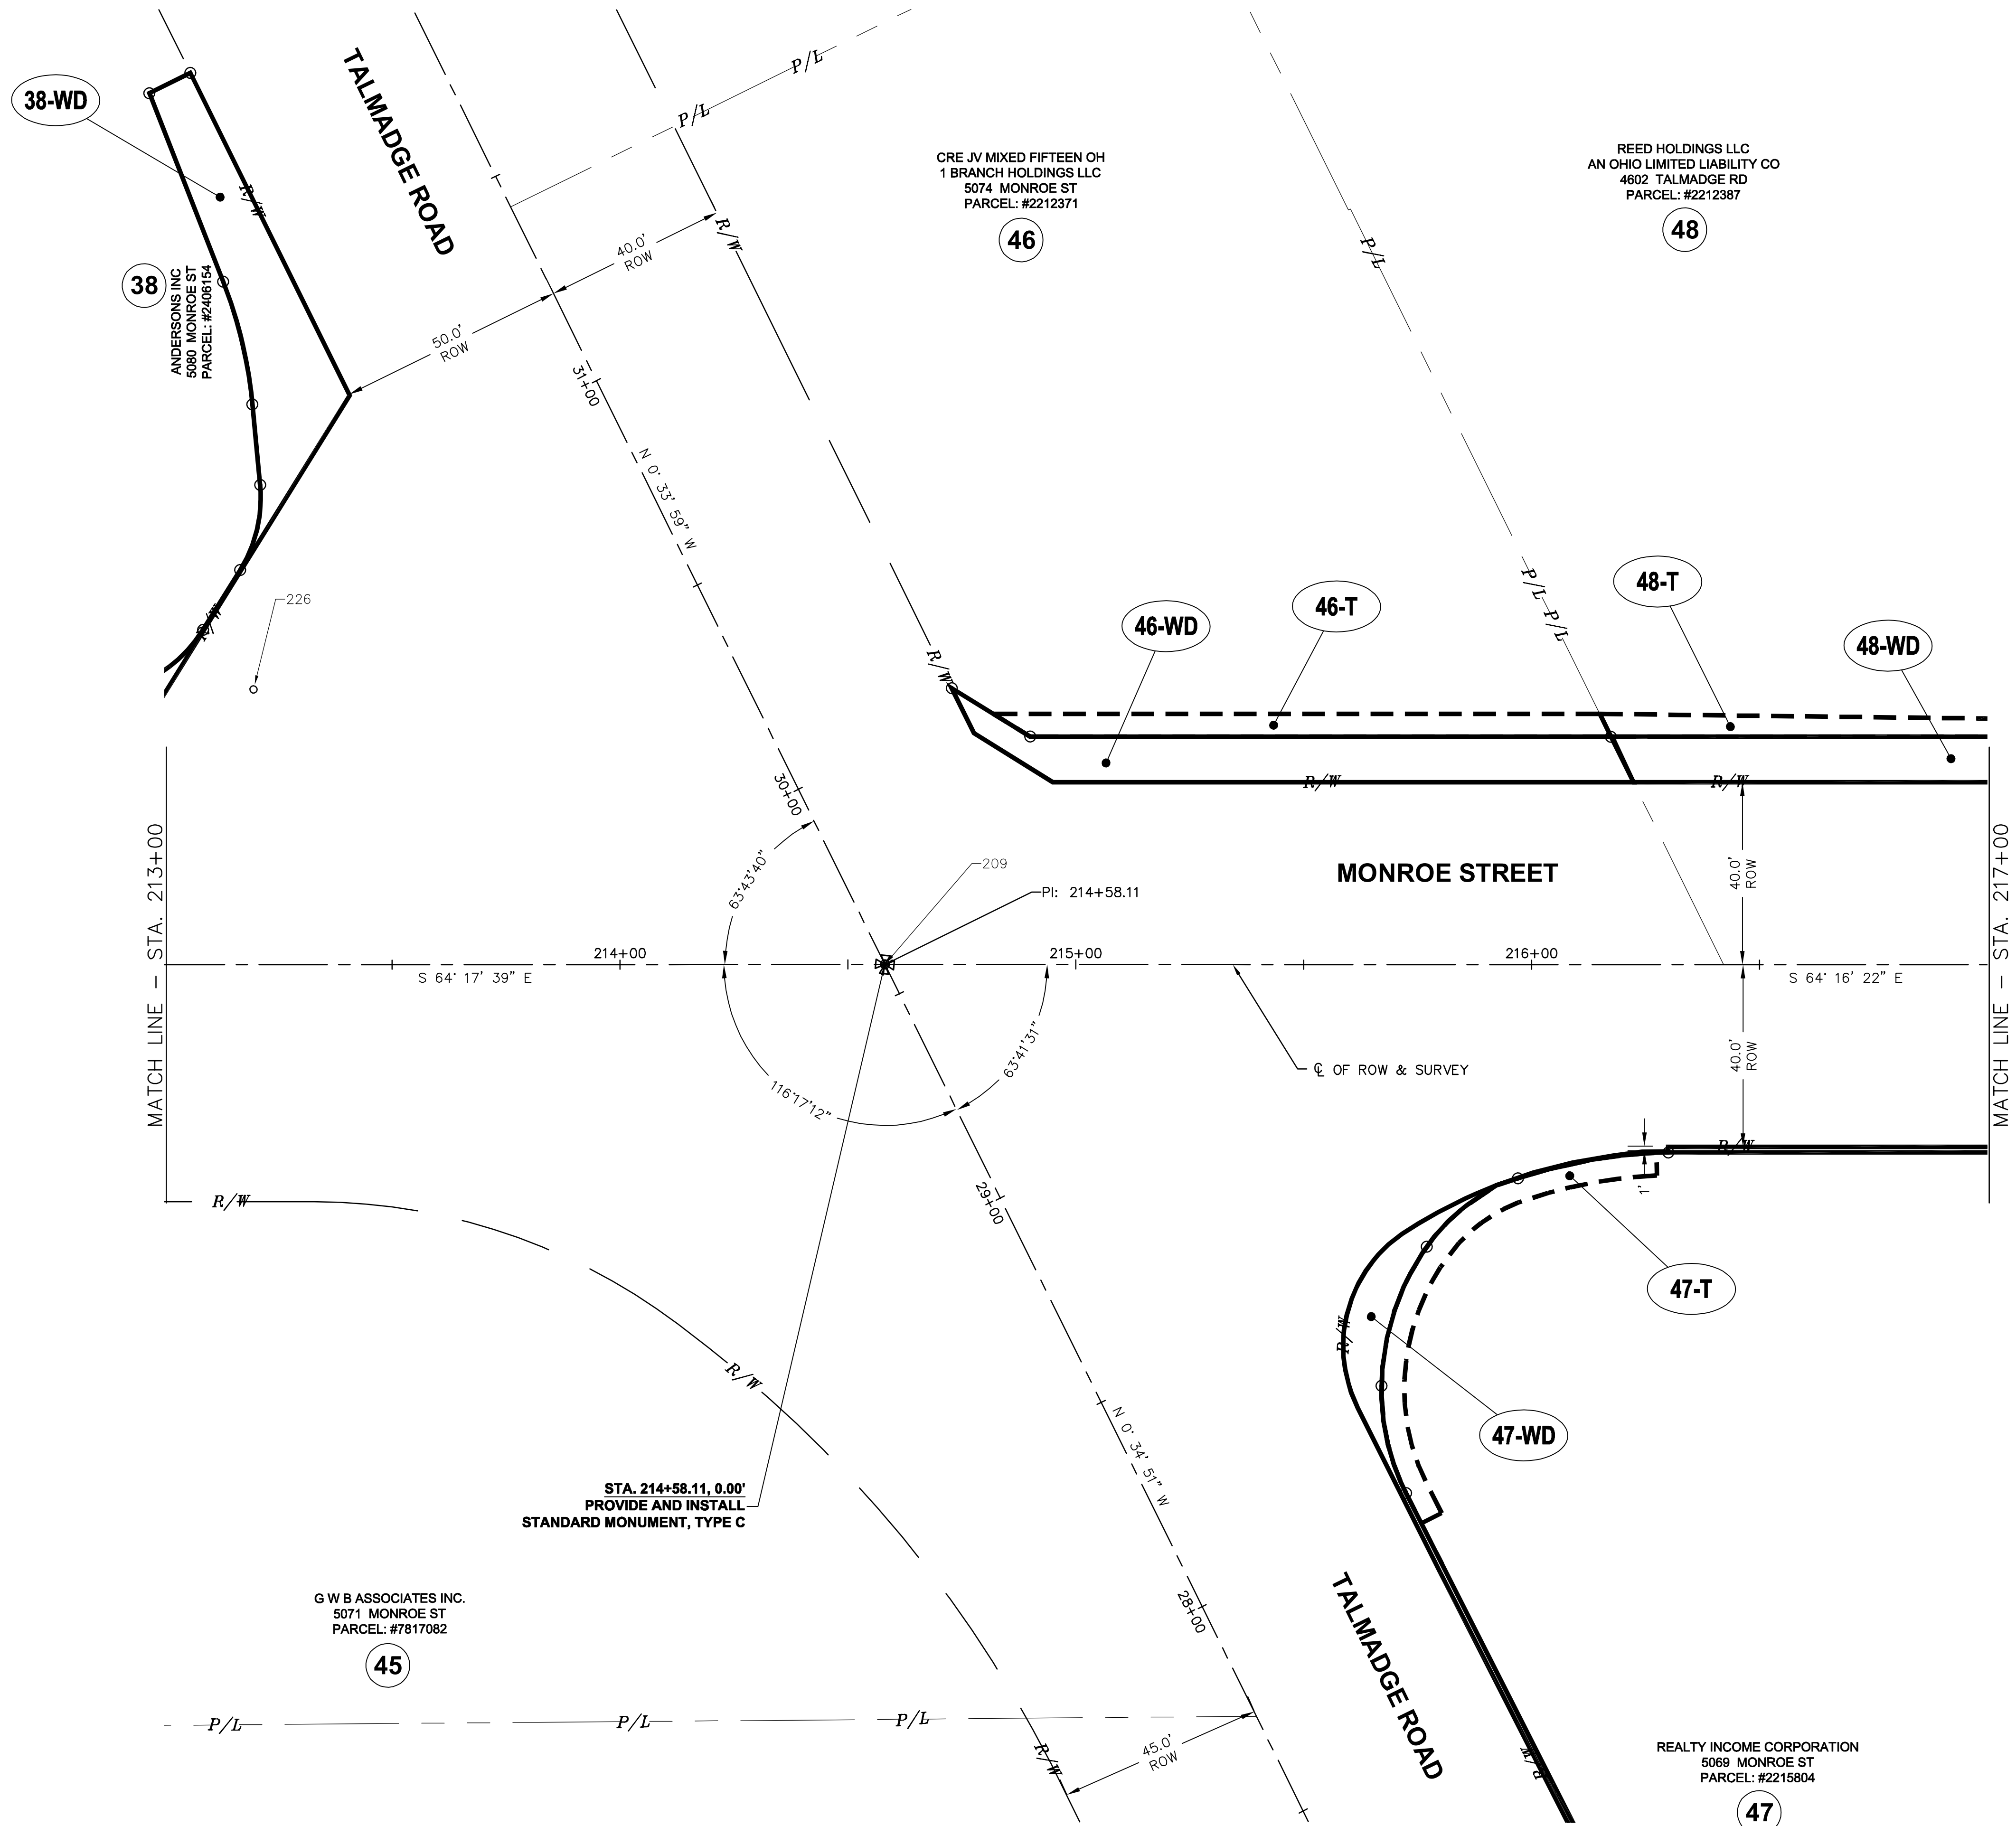 38-WD
TALMADGE ROAD
P/L
P/L
CRE JV MIXED FIFTEEN OH
1 BRANCH HOLDINGS LLC
5074 MONROE ST
PARCEL: #2212371
46
REED HOLDINGS LLC
AN OHIO LIMITED LIABILITY CO
4602 TALMADGE RD
PARCEL: #2212387
48
R/W
R/W
P/L
40.0'
ROW
50.0'
ROW
38
ANDERSONS INC
5080 MONROE ST
PARCEL: #2406154
31+00
N 0° 33' 59" W
226
R/W
R/W
46-WD
46-T
P/L
P/L
48-T
48-WD
30+00
R/W
R/W
63°43'40"
209
PI: 214+58.11
MONROE STREET
40.0'
ROW
MATCH LINE - STA. 213+00
MATCH LINE - STA. 217+00
214+00
215+00
216+00
S 64° 17' 39" E
S 64° 16' 22" E
63°41'31"
116°17'12"
℄ OF ROW & SURVEY
40.0'
ROW
R/W
1'
R/W
29+00
47-T
R/W
R/W
47-WD
N 0° 34' 51" W
STA. 214+58.11, 0.00'
PROVIDE AND INSTALL
STANDARD MONUMENT, TYPE C
28+00
TALMADGE ROAD
G W B ASSOCIATES INC.
5071 MONROE ST
PARCEL: #7817082
45
P/L
P/L
P/L
R/W
45.0'
ROW
R/W
REALTY INCOME CORPORATION
5069 MONROE ST
PARCEL: #2215804
47